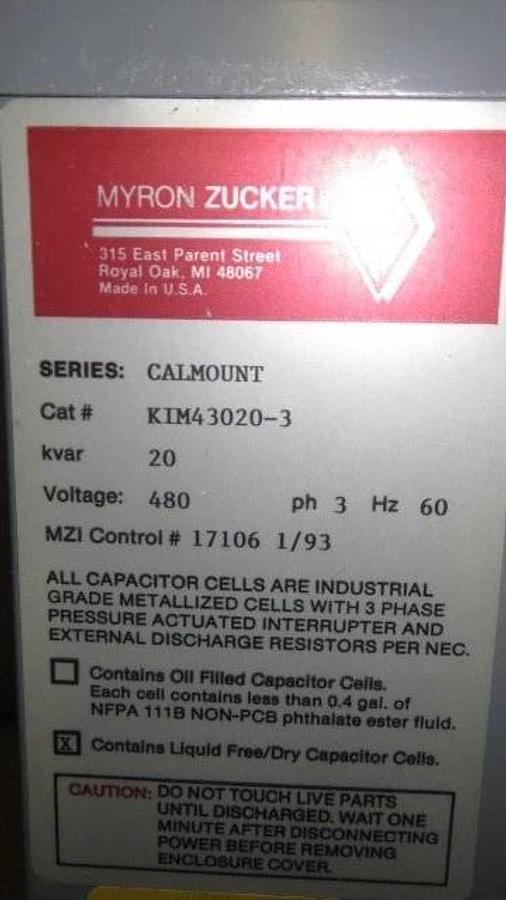 MYRON ZUCKER
315 East Parent Street
Royal Oak, MI 48067
Made In U.S.A.
SERIES: CALMOUNT
Cat # KIM43020-3
kvar 20
Voltage: 480 ph 3 Hz 60
MZI Control # 17106 1/93
ALL CAPACITOR CELLS ARE INDUSTRIAL
GRADE METALLIZED CELLS WITH 3 PHASE
PRESSURE ACTUATED INTERRUPTER AND
EXTERNAL DISCHARGE RESISTORS PER NEC.
Contains Oil Filled Capacitor Cells.
Each cell contains less than 0.4 gal. of
NFPA 111B NON-PCB phthalate ester fluid.
X Contains Liquid Free/Dry Capacitor Cells.
CAUTION: DO NOT TOUCH LIVE PARTS
UNTIL DISCHARGED. WAIT ONE
MINUTE AFTER DISCONNECTING
POWER BEFORE REMOVING
ENCLOSURE COVER.